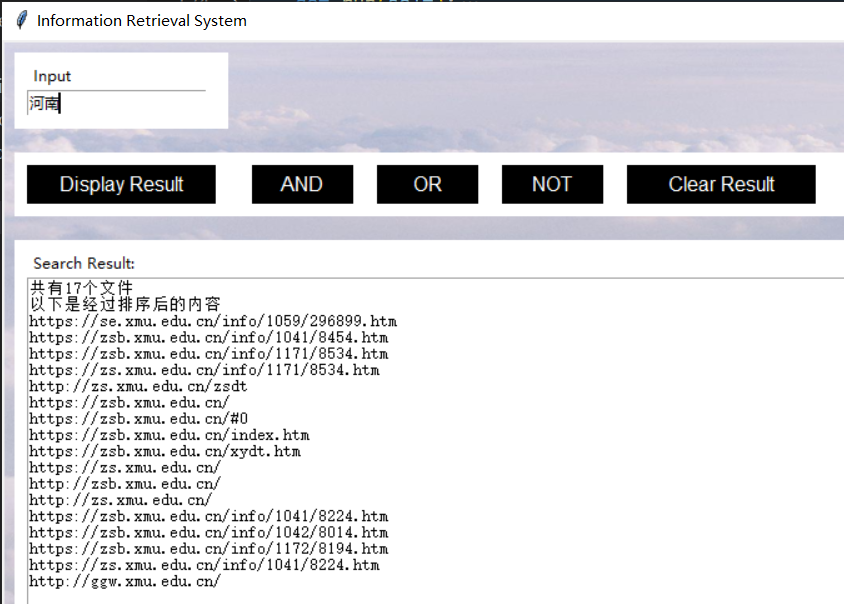 Information Retrieval System
Input
河南
Display Result AND OR NOT Clear Result
Search Result:
共有17个文件
以下是经过排序后的内容
https://se.xmu.edu.cn/info/1059/296899.htm
https://zsb.xmu.edu.cn/info/1041/8454.htm
https://zsb.xmu.edu.cn/info/1171/8534.htm
https://zs.xmu.edu.cn/info/1171/8534.htm
http://zs.xmu.edu.cn/zsdt
https://zsb.xmu.edu.cn/
https://zsb.xmu.edu.cn/#0
https://zsb.xmu.edu.cn/index.htm
https://zsb.xmu.edu.cn/xydt.htm
https://zs.xmu.edu.cn/
http://zsb.xmu.edu.cn/
http://zs.xmu.edu.cn/
https://zsb.xmu.edu.cn/info/1041/8224.htm
https://zsb.xmu.edu.cn/info/1042/8014.htm
https://zsb.xmu.edu.cn/info/1172/8194.htm
https://zs.xmu.edu.cn/info/1041/8224.htm
http://ggw.xmu.edu.cn/